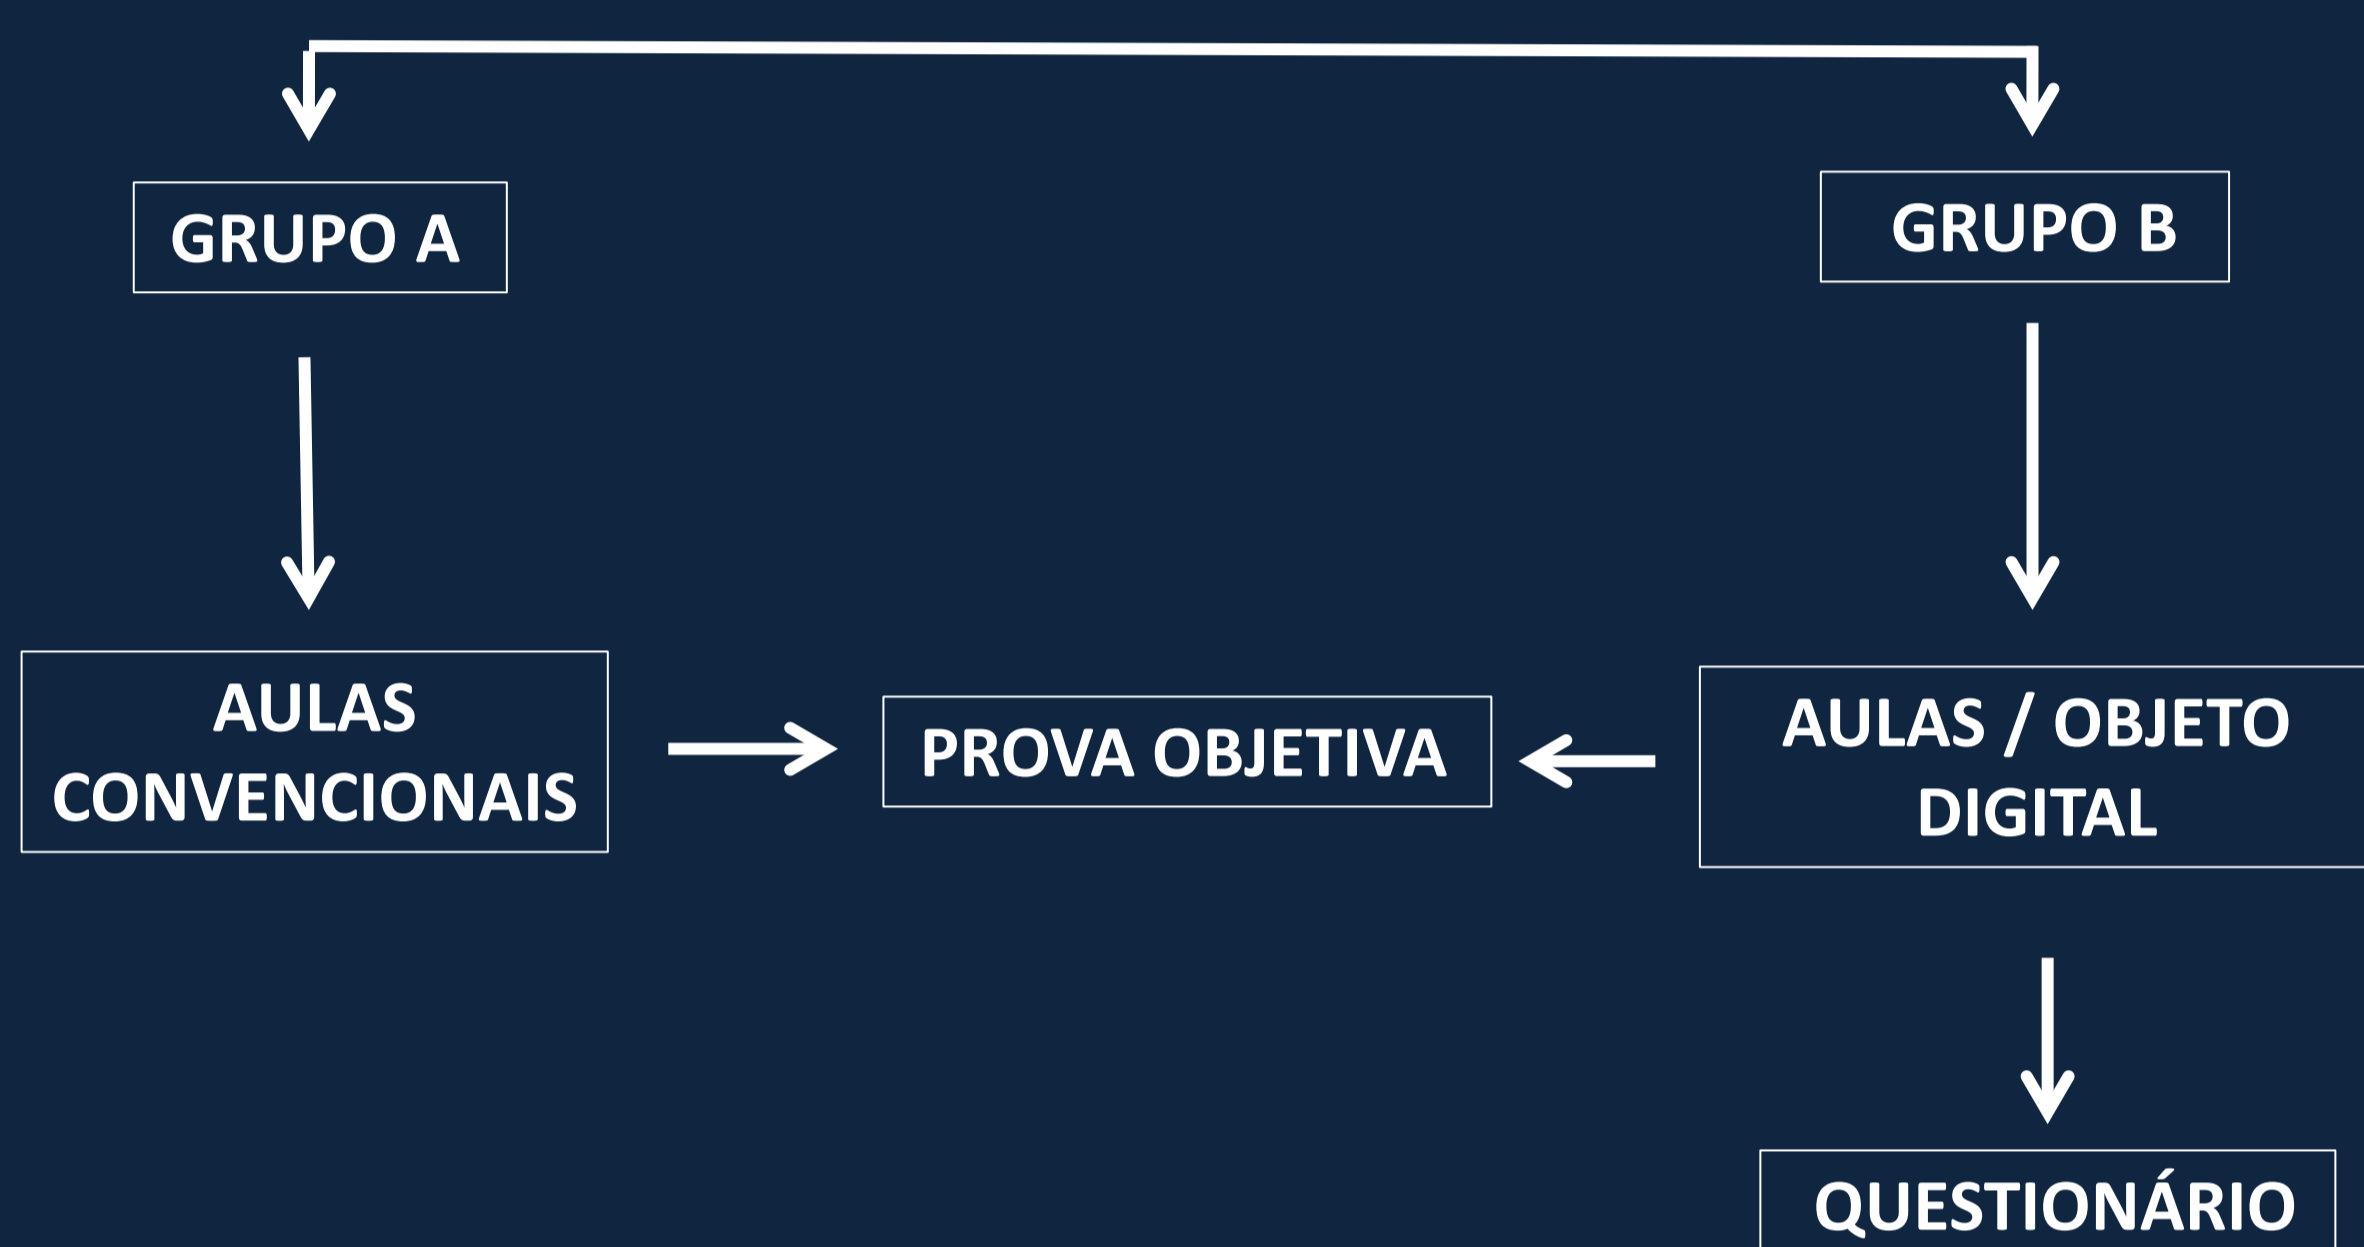 GRUPO A
GRUPO B
AULAS
CONVENCIONAIS
PROVA OBJETIVA
AULAS / OBJETO
DIGITAL
QUESTIONÁRIO